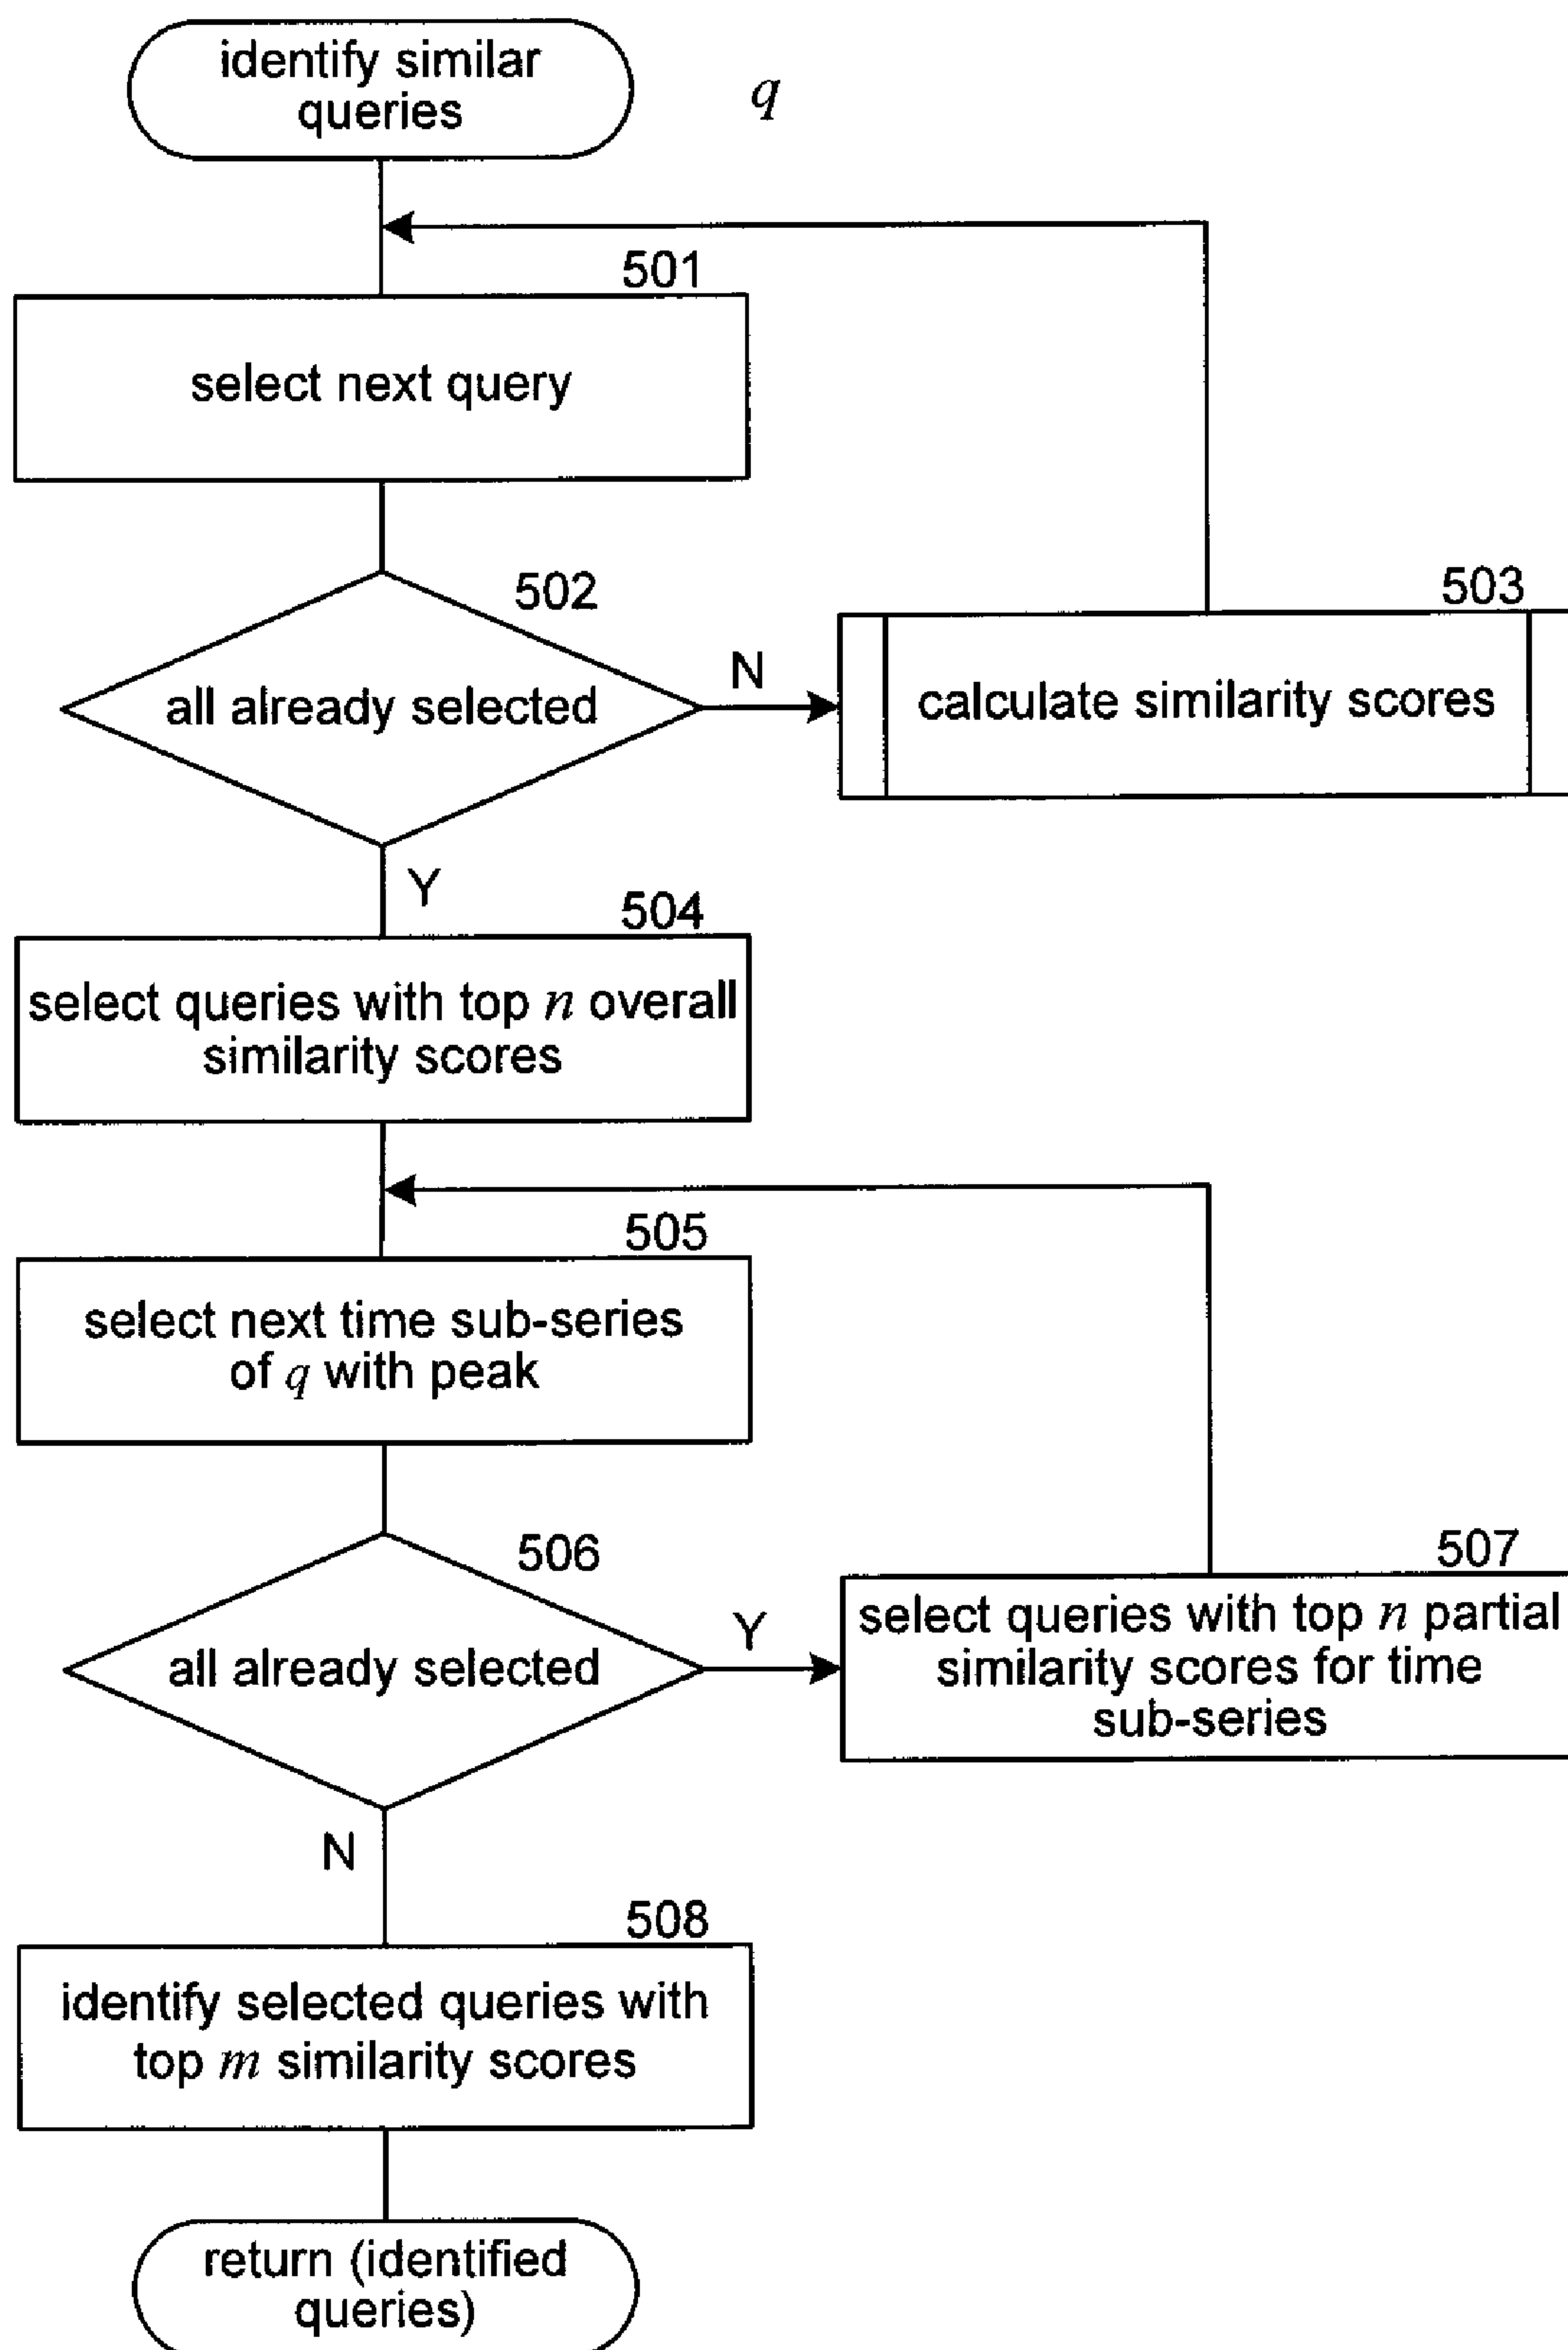 identify similar
queries
q
501
select next query
502
503
all already selected
N
calculate similarity scores
Y
504
select queries with top n overall
similarity scores
505
select next time sub-series
of q with peak
506
507
all already selected
Y
select queries with top n partial
similarity scores for time
sub-series
N
508
identify selected queries with
top m similarity scores
return (identified
queries)